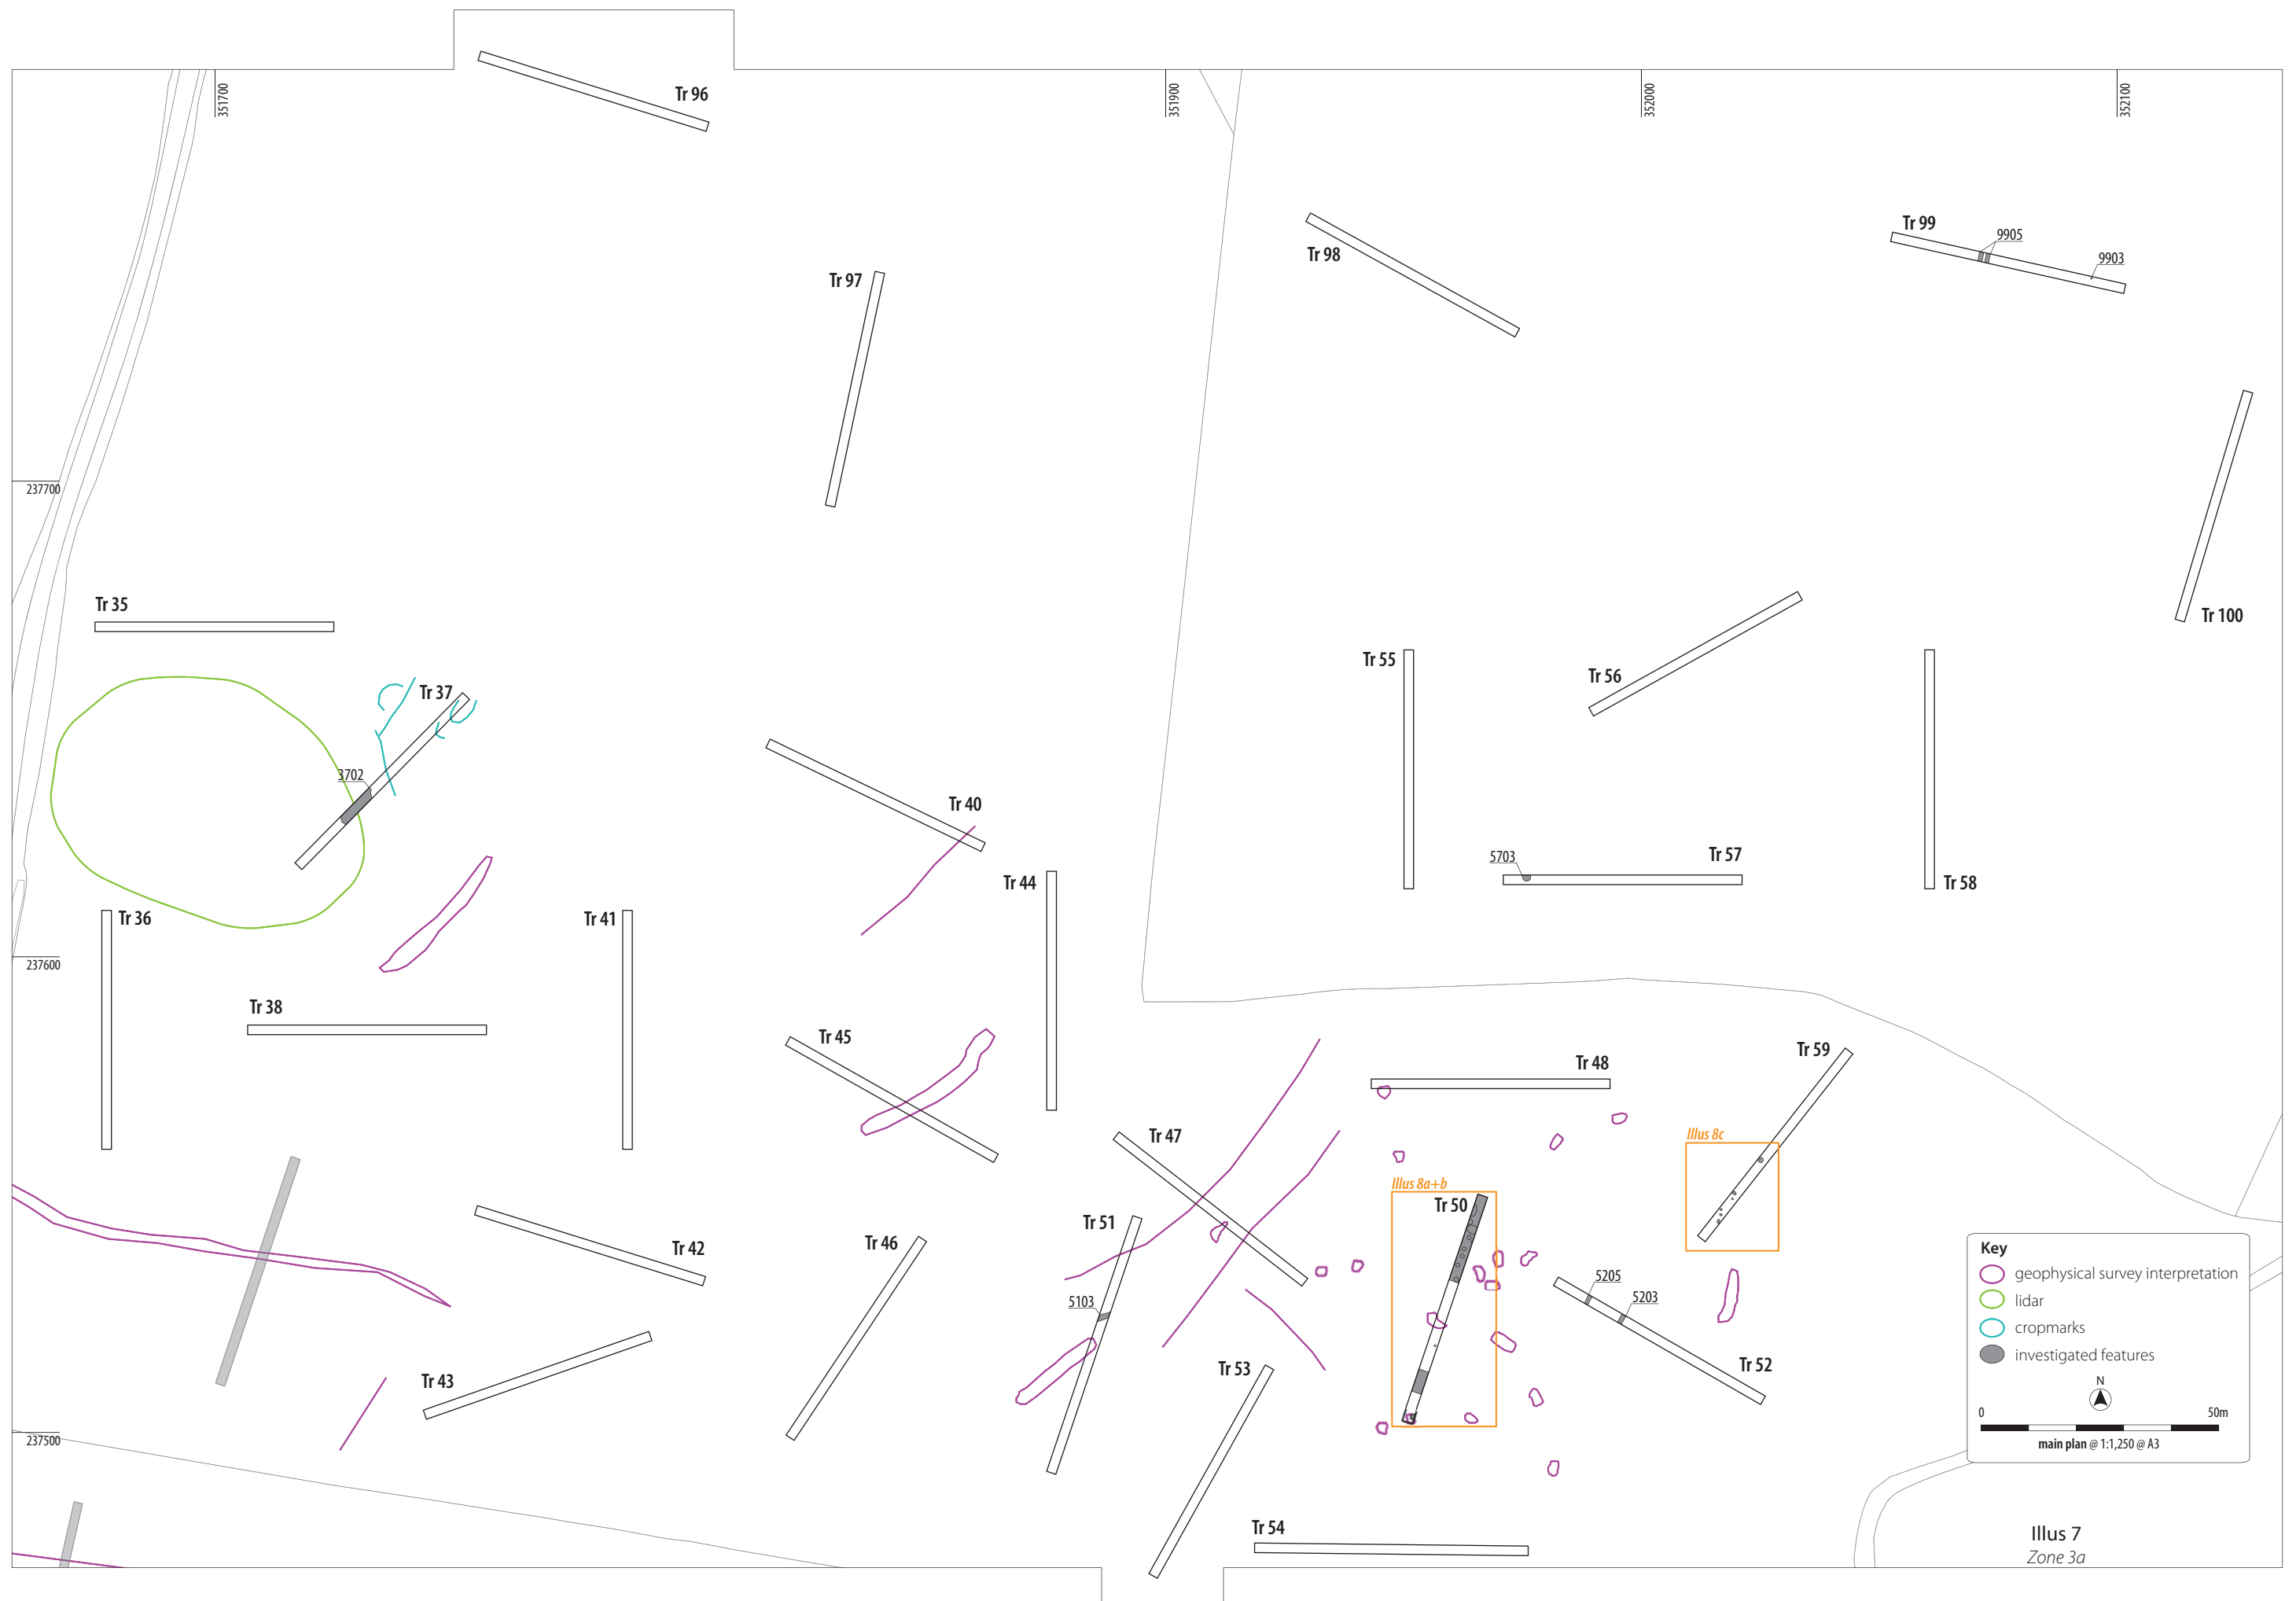 Tr 96
351700
351900
352000
352100
Tr 99
9905
9903
Tr 98
Tr 97
237700
Tr 35
Tr 100
Tr 55
Tr 56
Tr 37
3702
Tr 40
Tr 57
5703
Tr 44
Tr 58
Tr 36
Tr 41
237600
Tr 38
Tr 45
Tr 59
Tr 48
Illus 8c
Tr 47
Illus 8a+b
Tr 50
Tr 51
Tr 46
Tr 42
5103
5205
5203
Tr 52
Tr 53
Tr 43
237500
Tr 54
Key
geophysical survey interpretation
lidar
cropmarks
investigated features
N
0 50m
main plan @ 1:1,250 @ A3
Illus 7
Zone 3a